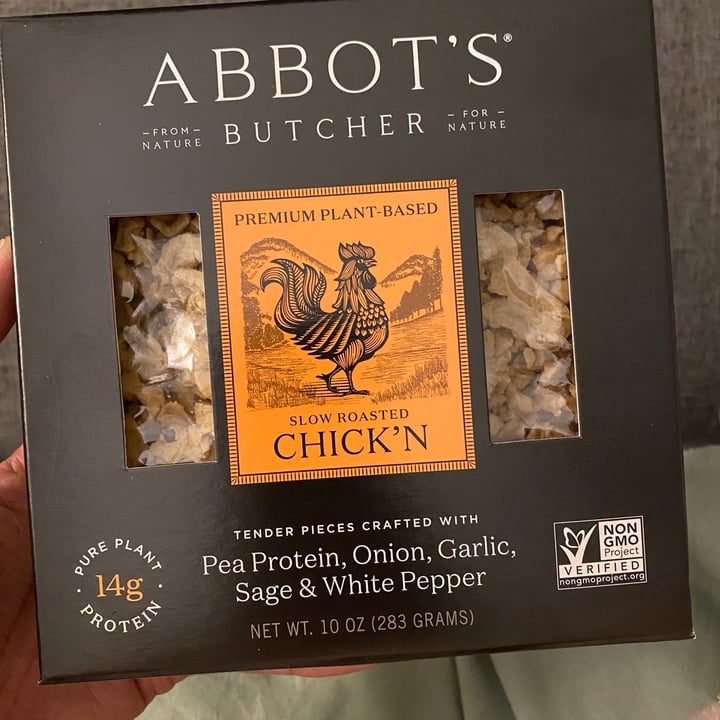 ABBOT'S®
–FROM– NATURE
BUTCHER
–FOR– NATURE
PREMIUM PLANT-BASED
SLOW ROASTED
CHICK'N
TENDER PIECES CRAFTED WITH
Pea Protein, Onion, Garlic,
Sage & White Pepper
NET WT. 10 OZ (283 GRAMS)
PURE PLANT
14g
PROTEIN
NON
GMO
Project
VERIFIED
nongmoproject.org